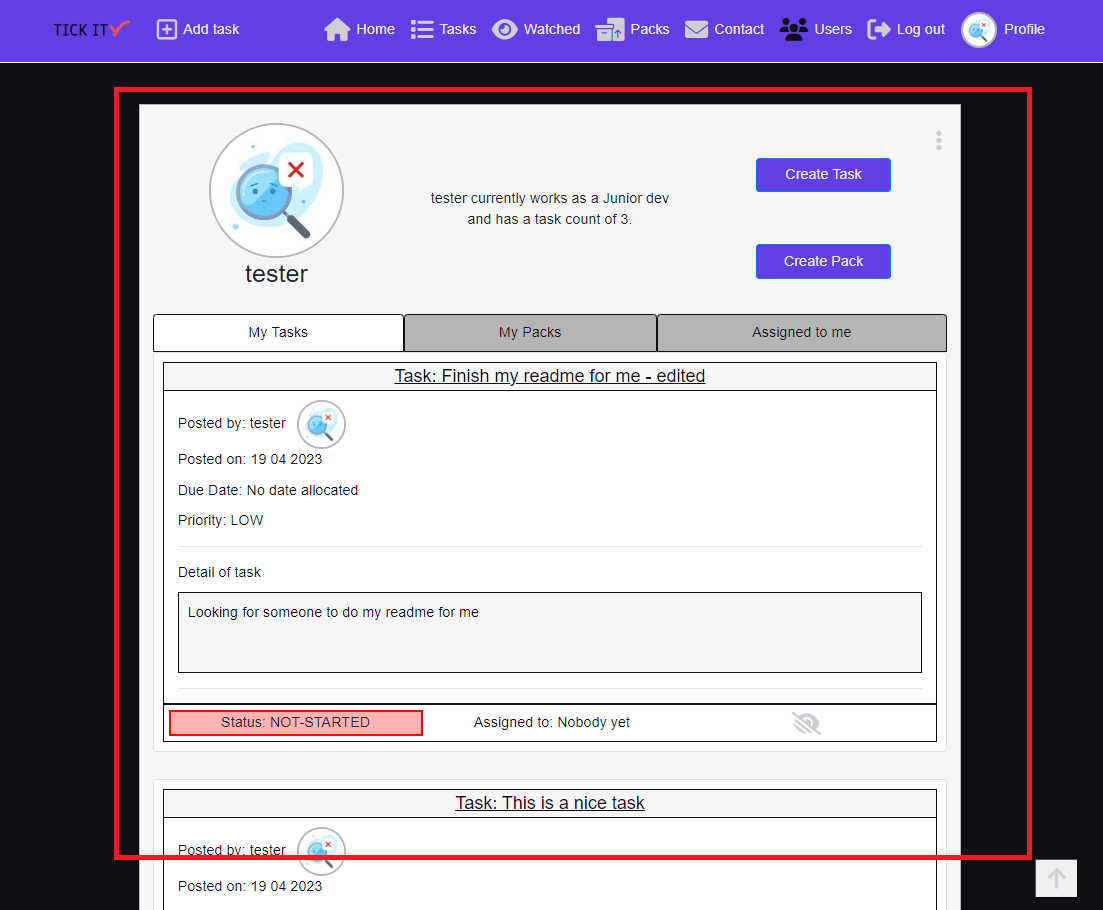 TICK IT Add task Home Tasks Watched Packs Contact Users Log out Profile
tester currently works as a Junior dev
and has a task count of 3.
Create Task
Create Pack
tester
My Tasks My Packs Assigned to me
Task: Finish my readme for me - edited
Posted by: tester
Posted on: 19 04 2023
Due Date: No date allocated
Priority: LOW
Detail of task
Looking for someone to do my readme for me
Status: NOT-STARTED Assigned to: Nobody yet
Task: This is a nice task
Posted by: tester
Posted on: 19 04 2023